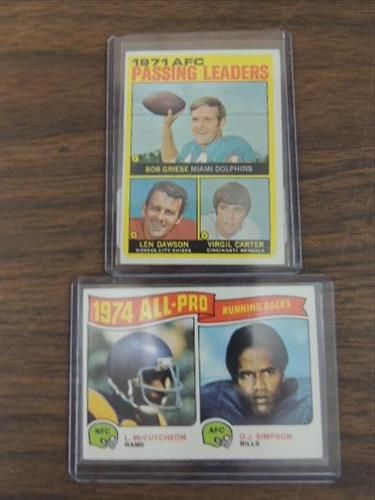 1971 AFC
PASSING LEADERS
BOB GRIESE MIAMI DOLPHINS
LEN DAWSON
KANSAS CITY CHIEFS
VIRGIL CARTER
CINCINNATI BENGALS
1974 ALL-PRO
RUNNING BACKS
NFC
L. McCUTCHEON
RAMS
AFC
O.J. SIMPSON
BILLS